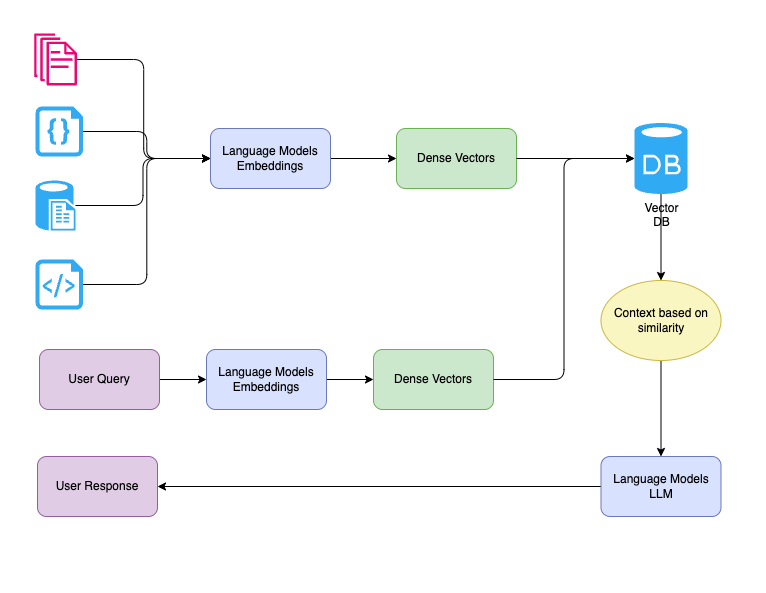 {}
</>
Language Models
Embeddings
Dense Vectors
DB
Vector
DB
Context based on
similarity
User Query
Language Models
Embeddings
Dense Vectors
User Response
Language Models
LLM